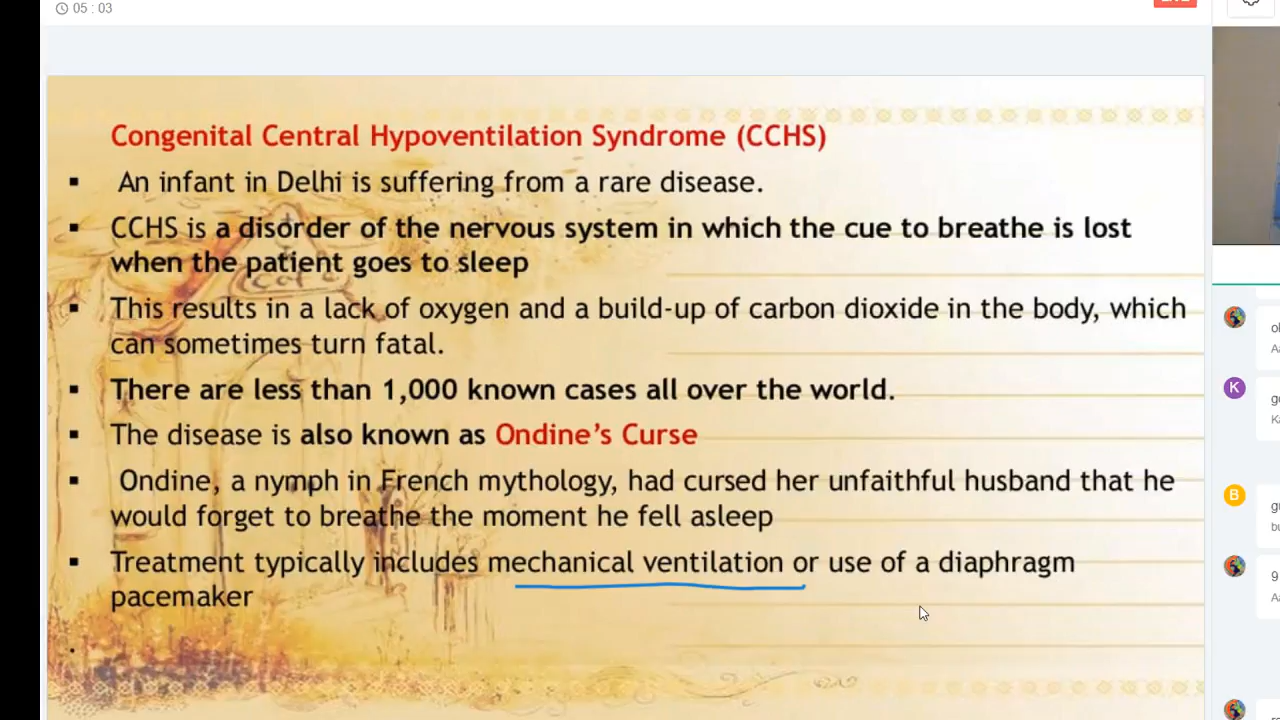 05 : 03
Congenital Central Hypoventilation Syndrome (CCHS)
▪ An infant in Delhi is suffering from a rare disease.
▪ CCHS is a disorder of the nervous system in which the cue to breathe is lost
when the patient goes to sleep
▪ This results in a lack of oxygen and a build-up of carbon dioxide in the body, which
can sometimes turn fatal.
▪ There are less than 1,000 known cases all over the world.
▪ The disease is also known as Ondine’s Curse
▪ Ondine, a nymph in French mythology, had cursed her unfaithful husband that he
would forget to breathe the moment he fell asleep
▪ Treatment typically includes mechanical ventilation or use of a diaphragm
pacemaker
K
B
9